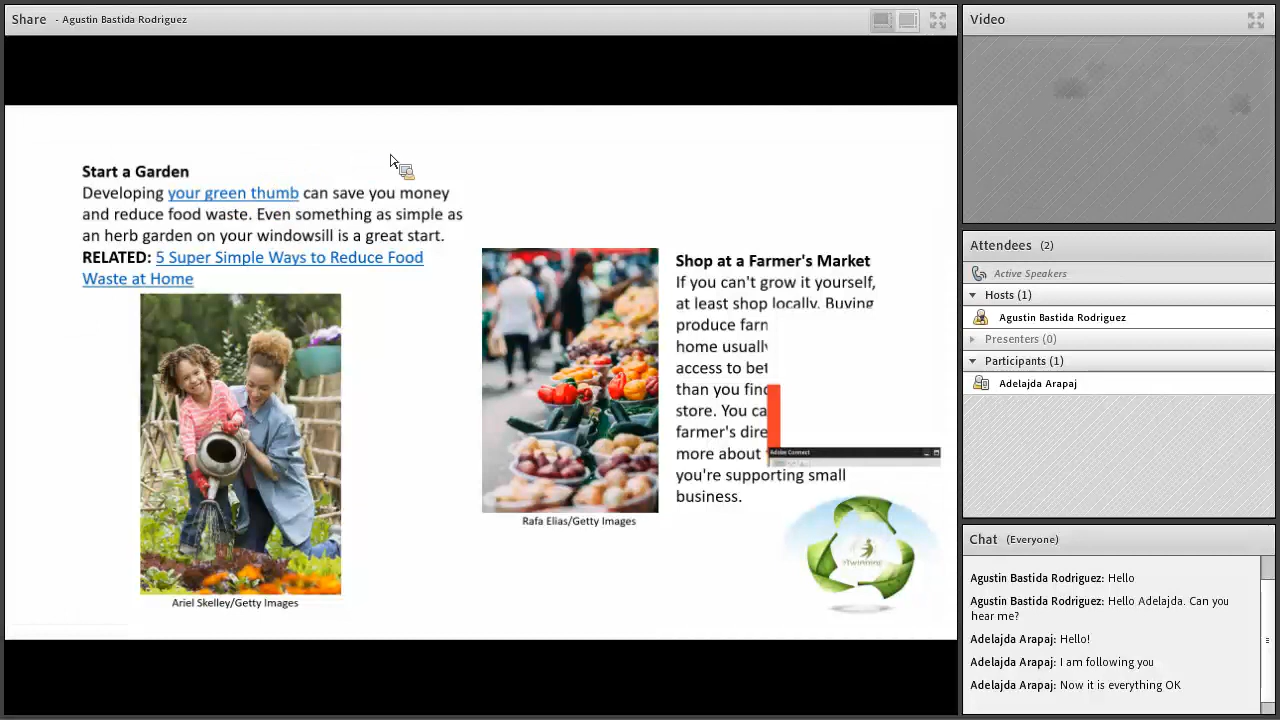 Share - Agustin Bastida Rodriguez
Start a Garden
Developing your green thumb can save you money
and reduce food waste. Even something as simple as
an herb garden on your windowsill is a great start.
RELATED: 5 Super Simple Ways to Reduce Food
Waste at Home
Ariel Skelley/Getty Images
Rafa Elias/Getty Images
Shop at a Farmer's Market
If you can't grow it yourself,
at least shop locally. Buying
produce farm
home usually
access to bet
than you find
store. You ca
farmer's dire
more about
you're supporting small
business.
Adobe Connect
Video
Attendees (2)
Active Speakers
Hosts (1)
Agustin Bastida Rodriguez
Presenters (0)
Participants (1)
Adelajda Arapaj
Chat (Everyone)
Agustin Bastida Rodriguez: Hello
Agustin Bastida Rodriguez: Hello Adelajda. Can you
hear me?
Adelajda Arapaj: Hello!
Adelajda Arapaj: I am following you
Adelajda Arapaj: Now it is everything OK